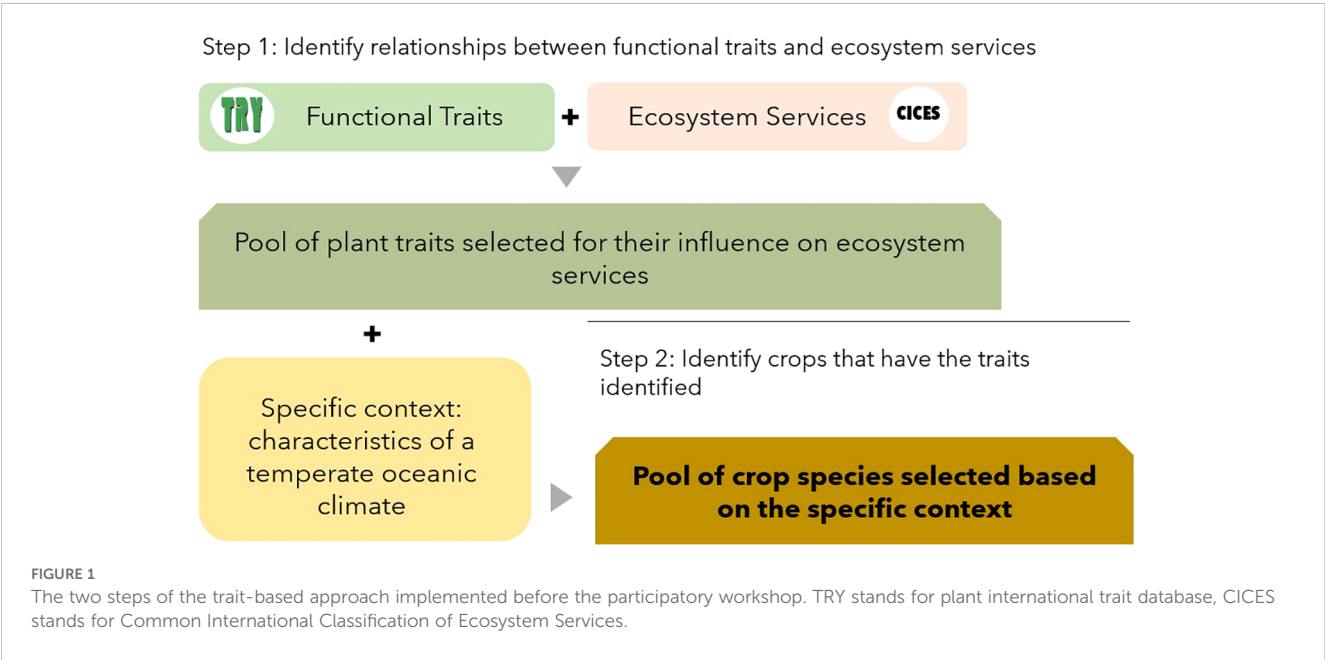 Step 1: Identify relationships between functional traits and ecosystem services
TRY Functional Traits + Ecosystem Services CICES
Pool of plant traits selected for their influence on ecosystem
services
+
Step 2: Identify crops that have the traits
identified
Specific context:
characteristics of a
temperate oceanic
climate
Pool of crop species selected based
on the specific context
FIGURE 1
The two steps of the trait-based approach implemented before the participatory workshop. TRY stands for plant international trait database, CICES
stands for Common International Classification of Ecosystem Services.